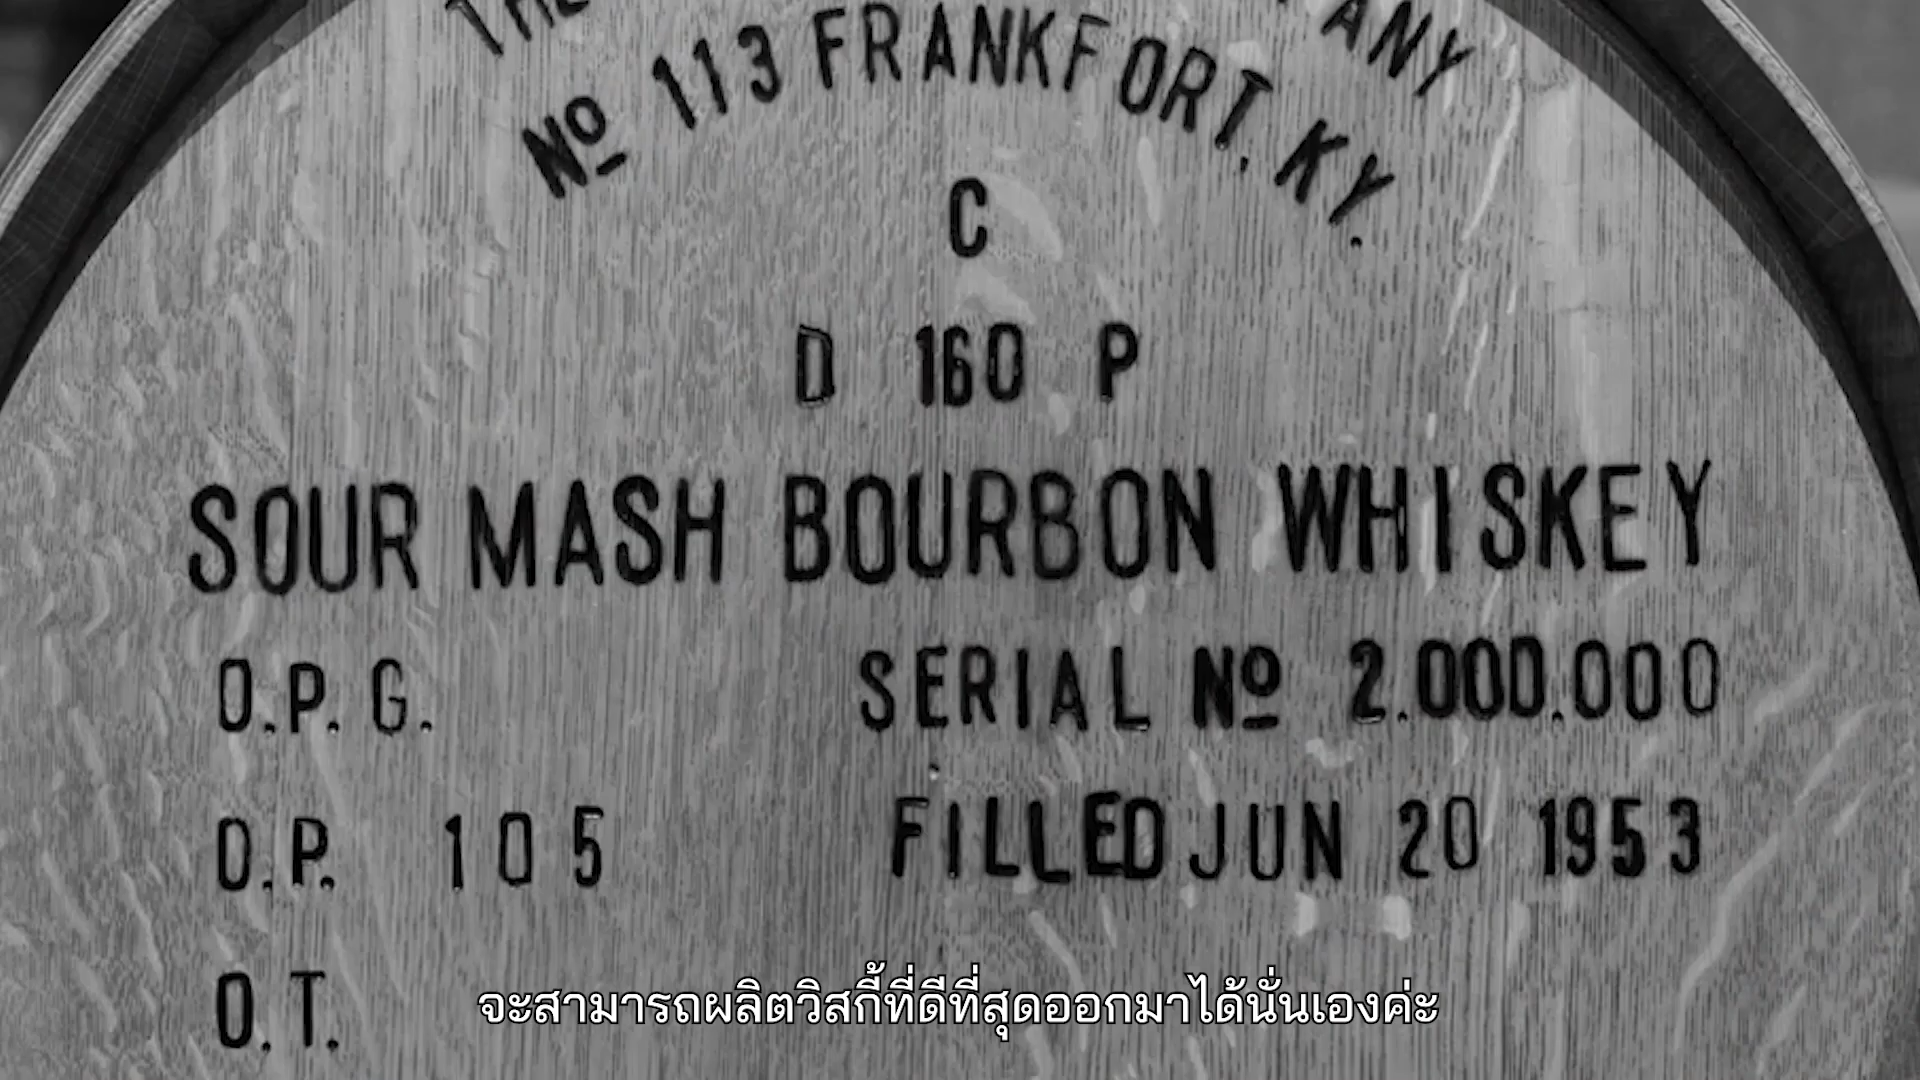 THE
No 113 FRANKFORT. KY.
C
D 160 P
SOUR MASH BOURBON WHISKEY
O.P. G. SERIAL No 2.000.000
O.P. 105 FILLED JUN 20 1953
O.T.
จะสามารถผลิตวิสกี้ที่ดีที่สุดออกมาได้นั่นเองค่ะ